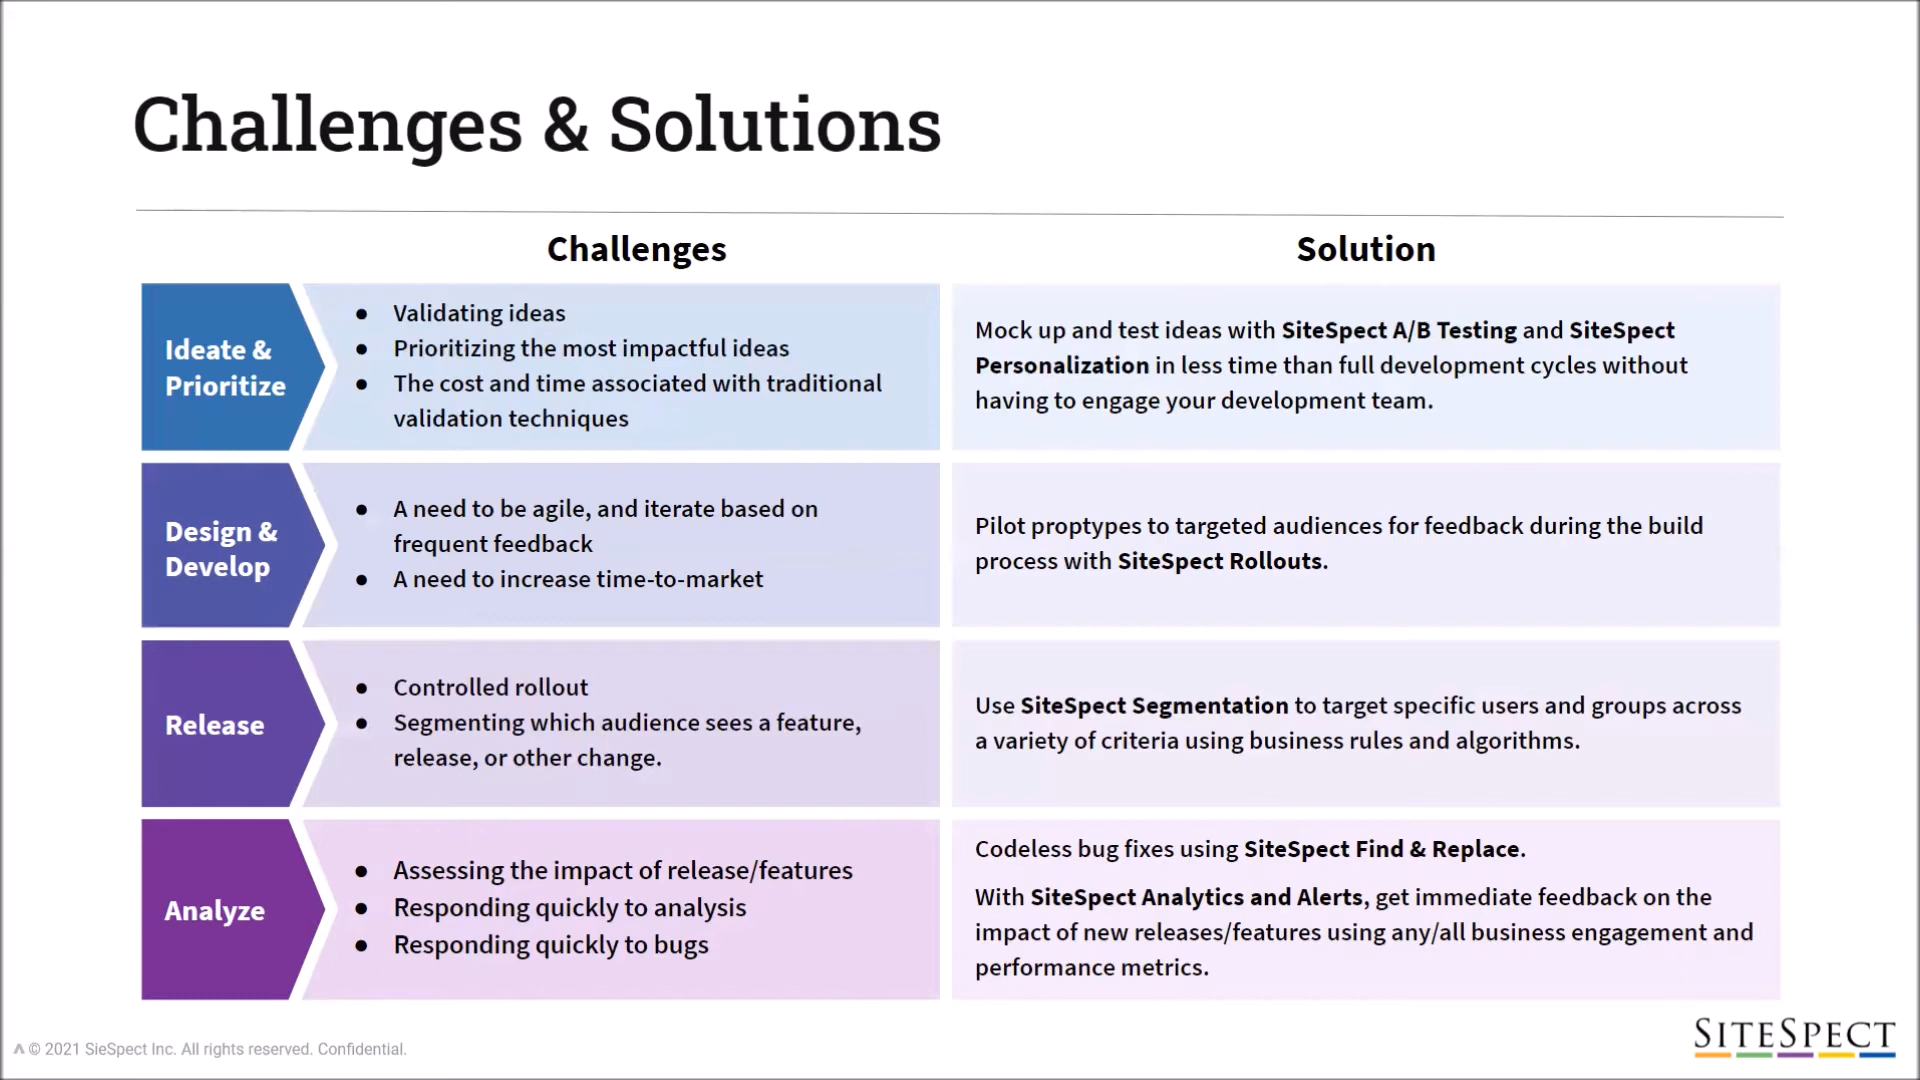 Challenges & Solutions
Challenges
Solution
Ideate &
Prioritize
● Validating ideas
● Prioritizing the most impactful ideas
● The cost and time associated with traditional
validation techniques
Mock up and test ideas with SiteSpect A/B Testing and SiteSpect
Personalization in less time than full development cycles without
having to engage your development team.
Design &
Develop
● A need to be agile, and iterate based on
frequent feedback
● A need to increase time-to-market
Pilot proptypes to targeted audiences for feedback during the build
process with SiteSpect Rollouts.
Release
● Controlled rollout
● Segmenting which audience sees a feature,
release, or other change.
Use SiteSpect Segmentation to target specific users and groups across
a variety of criteria using business rules and algorithms.
Analyze
● Assessing the impact of release/features
● Responding quickly to analysis
● Responding quickly to bugs
Codeless bug fixes using SiteSpect Find & Replace.
With SiteSpect Analytics and Alerts, get immediate feedback on the
impact of new releases/features using any/all business engagement and
performance metrics.
© 2021 SieSpect Inc. All rights reserved. Confidential.
SITESPECT